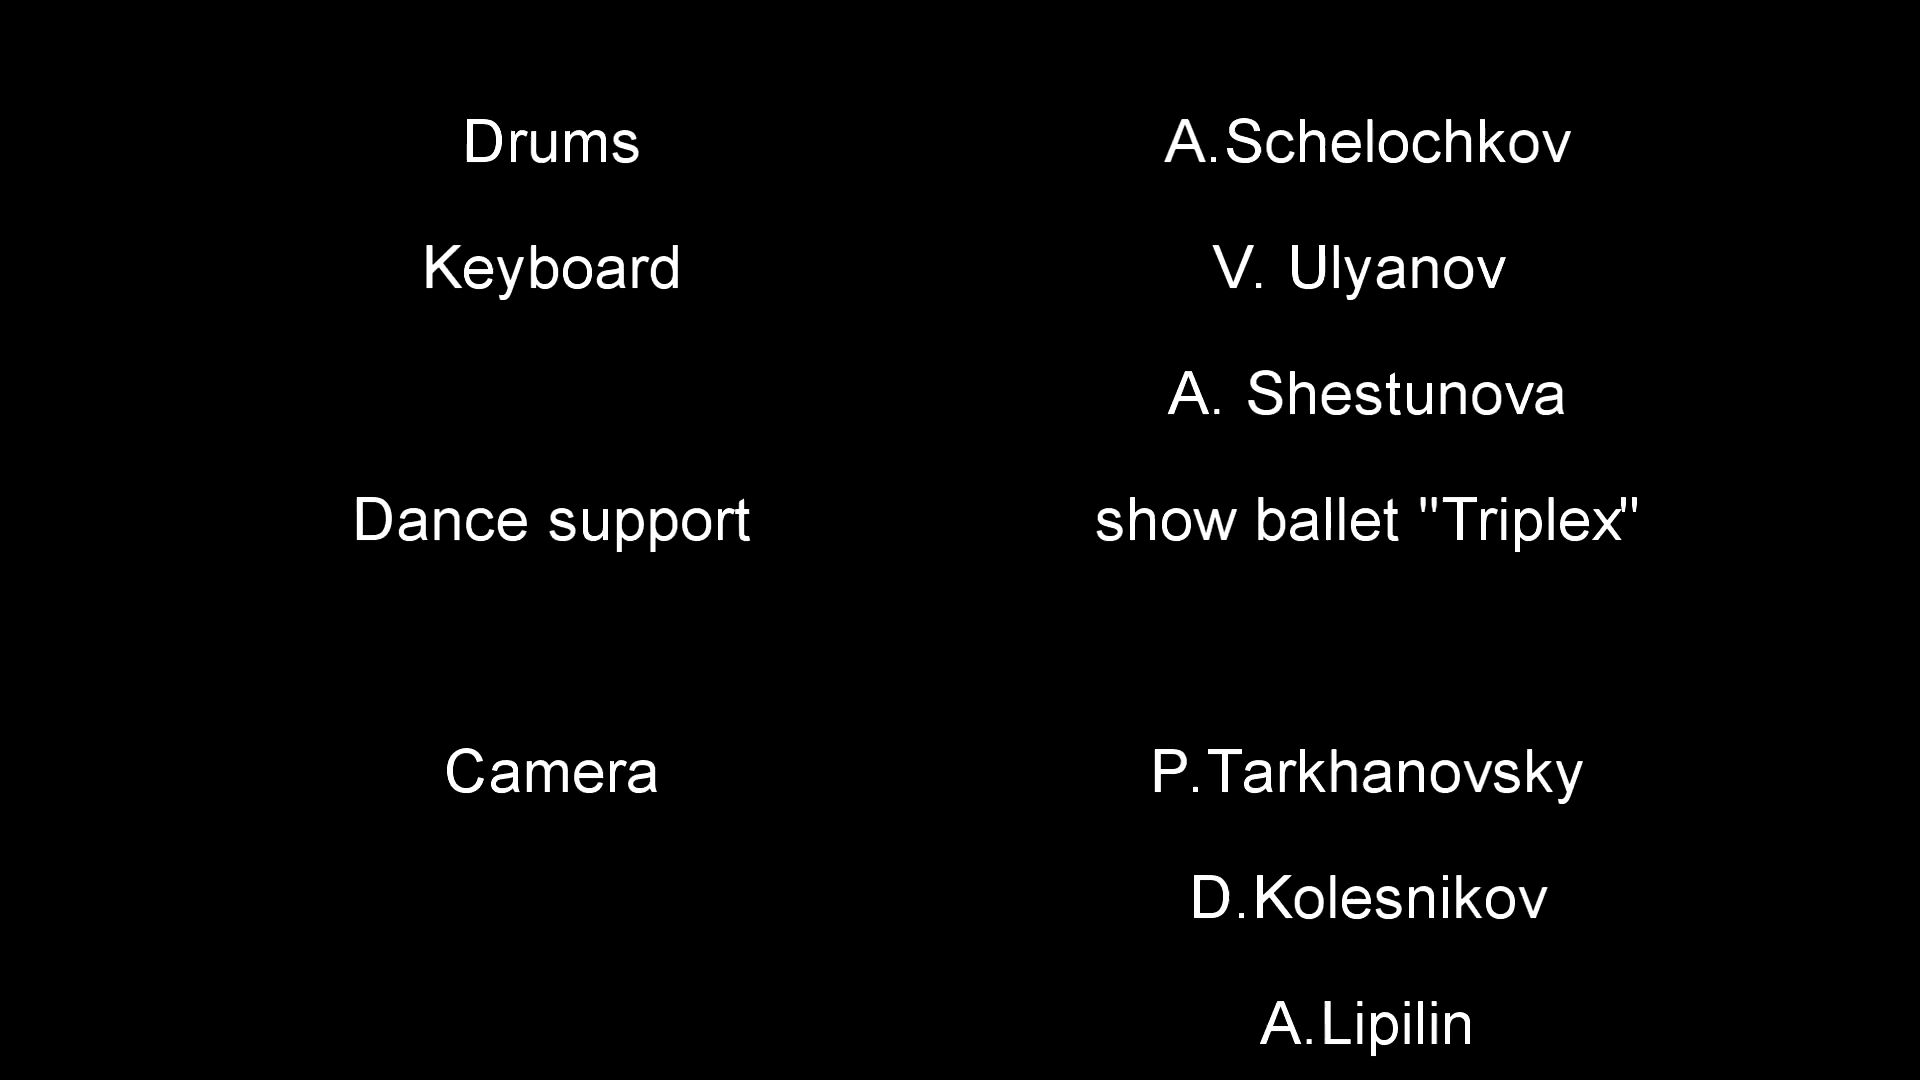 Drums A.Schelochkov
Keyboard V. Ulyanov
A. Shestunova
Dance support show ballet "Triplex"
Camera P.Tarkhanovsky
D.Kolesnikov
A.Lipilin